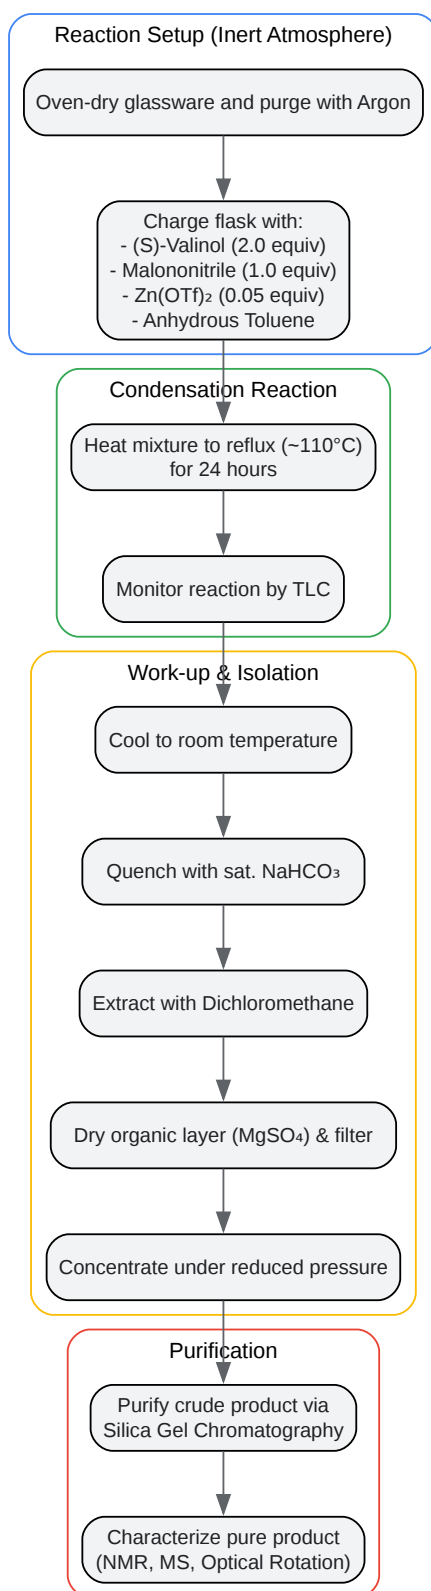 Reaction Setup (Inert Atmosphere)
Oven-dry glassware and purge with Argon
Charge flask with:
- (S)-Valinol (2.0 equiv)
- Malononitrile (1.0 equiv)
- Zn(OTf)₂ (0.05 equiv)
- Anhydrous Toluene
Condensation Reaction
Heat mixture to reflux (~110°C)
for 24 hours
Monitor reaction by TLC
Work-up & Isolation
Cool to room temperature
Quench with sat. NaHCO₃
Extract with Dichloromethane
Dry organic layer (MgSO₄) & filter
Concentrate under reduced pressure
Purification
Purify crude product via
Silica Gel Chromatography
Characterize pure product
(NMR, MS, Optical Rotation)